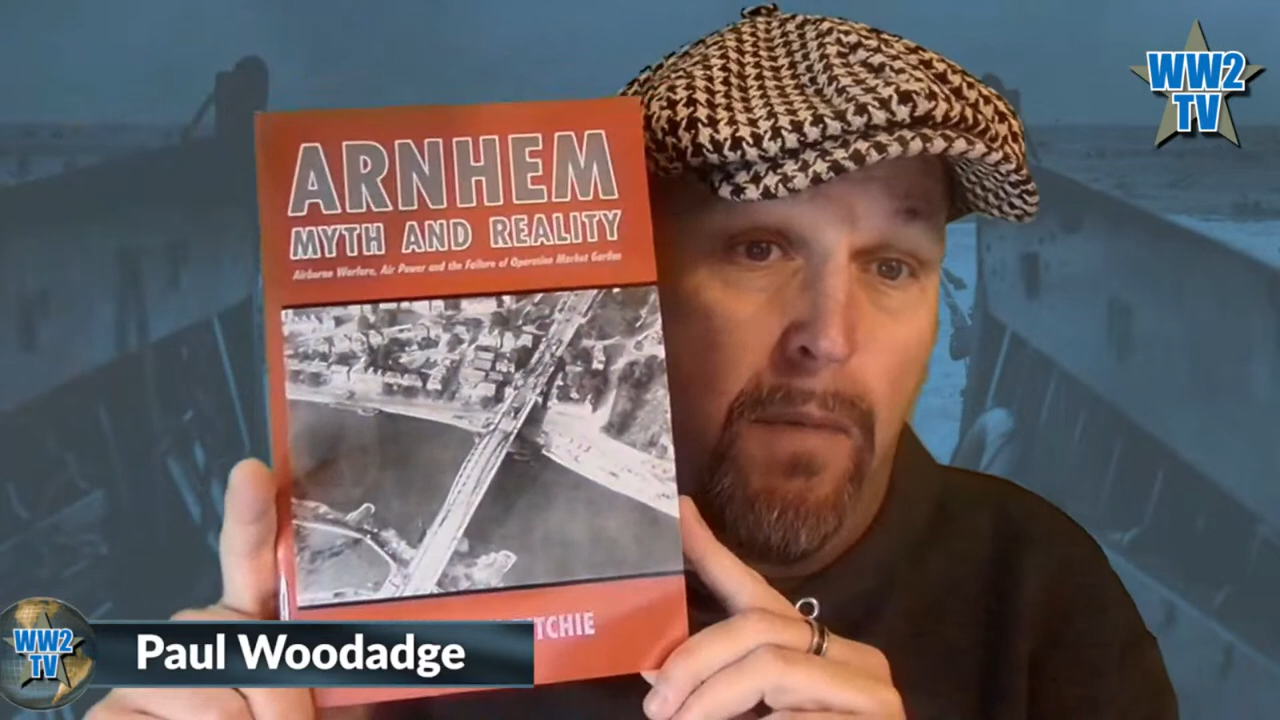 WW2
TV
ARNHEM
MYTH AND REALITY
Airborne Warfare, Air Power and the Failure of Operation Market Garden
WW2
TV
Paul Woodadge